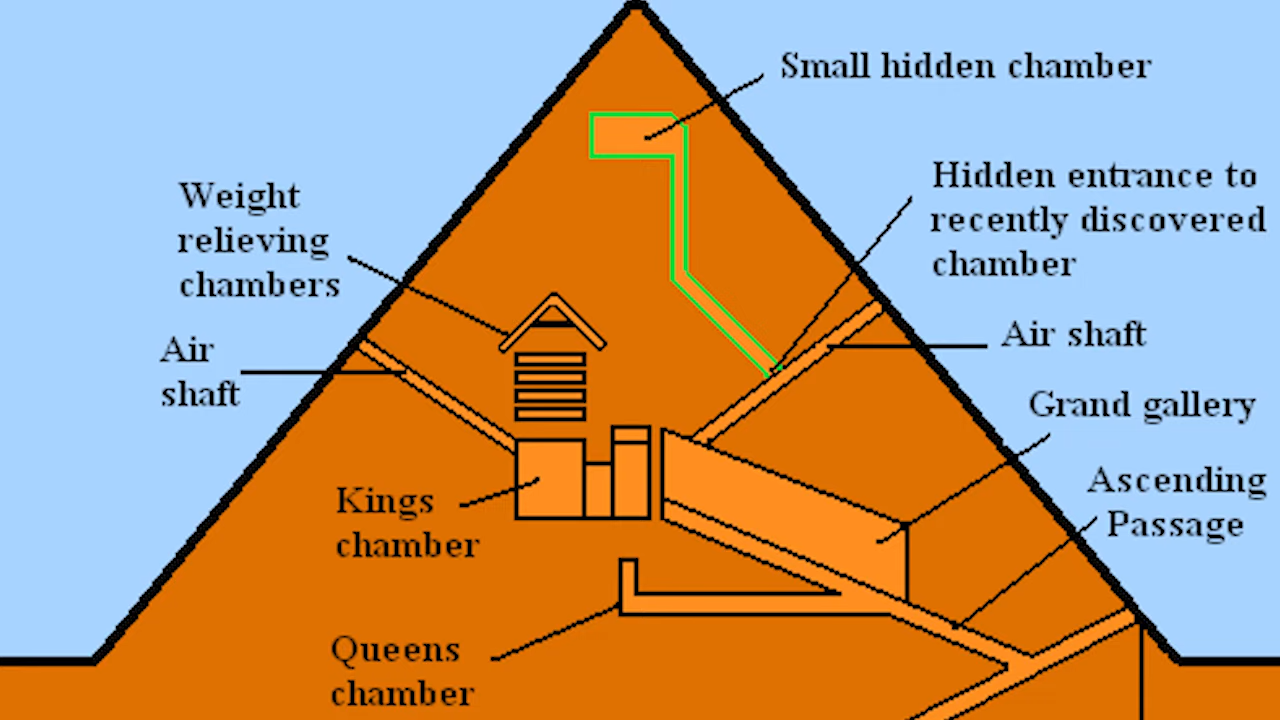 Small hidden chamber
Hidden entrance to
recently discovered
chamber
Weight
relieving
chambers
Air
shaft
Air shaft
Grand gallery
Ascending
Passage
Kings
chamber
Queens
chamber